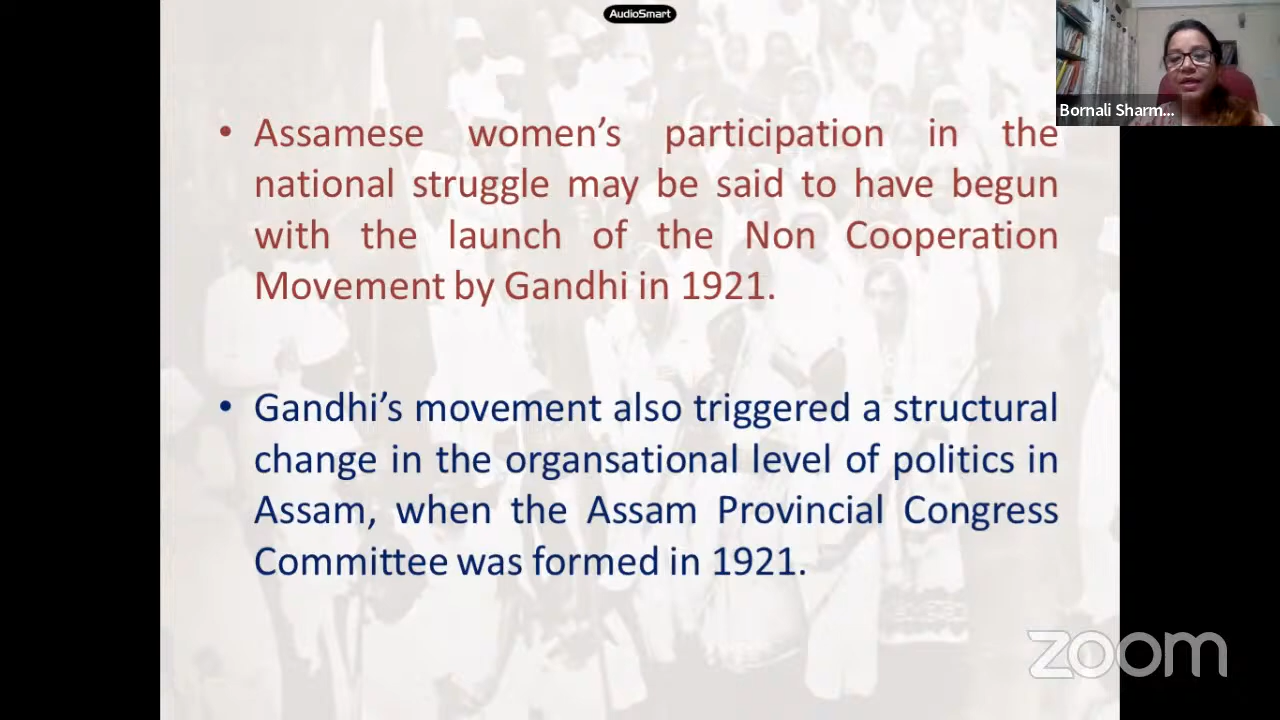 AudioSmart
Bornali Sharm...
• Assamese women’s participation in the
national struggle may be said to have begun
with the launch of the Non Cooperation
Movement by Gandhi in 1921.
• Gandhi’s movement also triggered a structural
change in the organsational level of politics in
Assam, when the Assam Provincial Congress
Committee was formed in 1921.
zoom